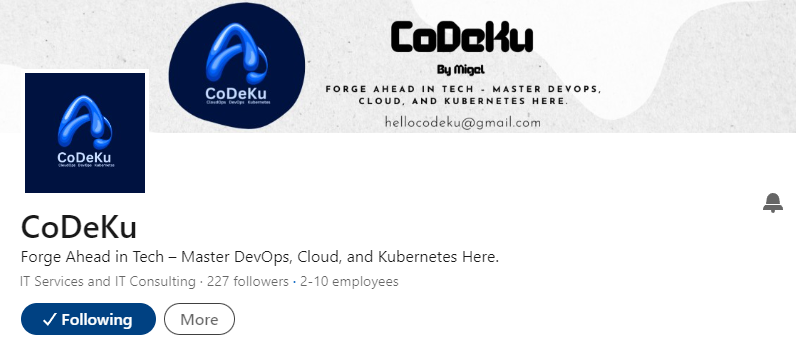 CoDeKu
By Migel
FORGE AHEAD IN TECH - MASTER DEVOPS,
CLOUD, AND KUBERNETES HERE.
hellocodeku@gmail.com
CoDeKu
CloudOps DevOps Kubernetes
CoDeKu
CloudOps DevOps Kubernetes
CoDeKu
Forge Ahead in Tech – Master DevOps, Cloud, and Kubernetes Here.
IT Services and IT Consulting · 227 followers · 2-10 employees
✓ Following
More